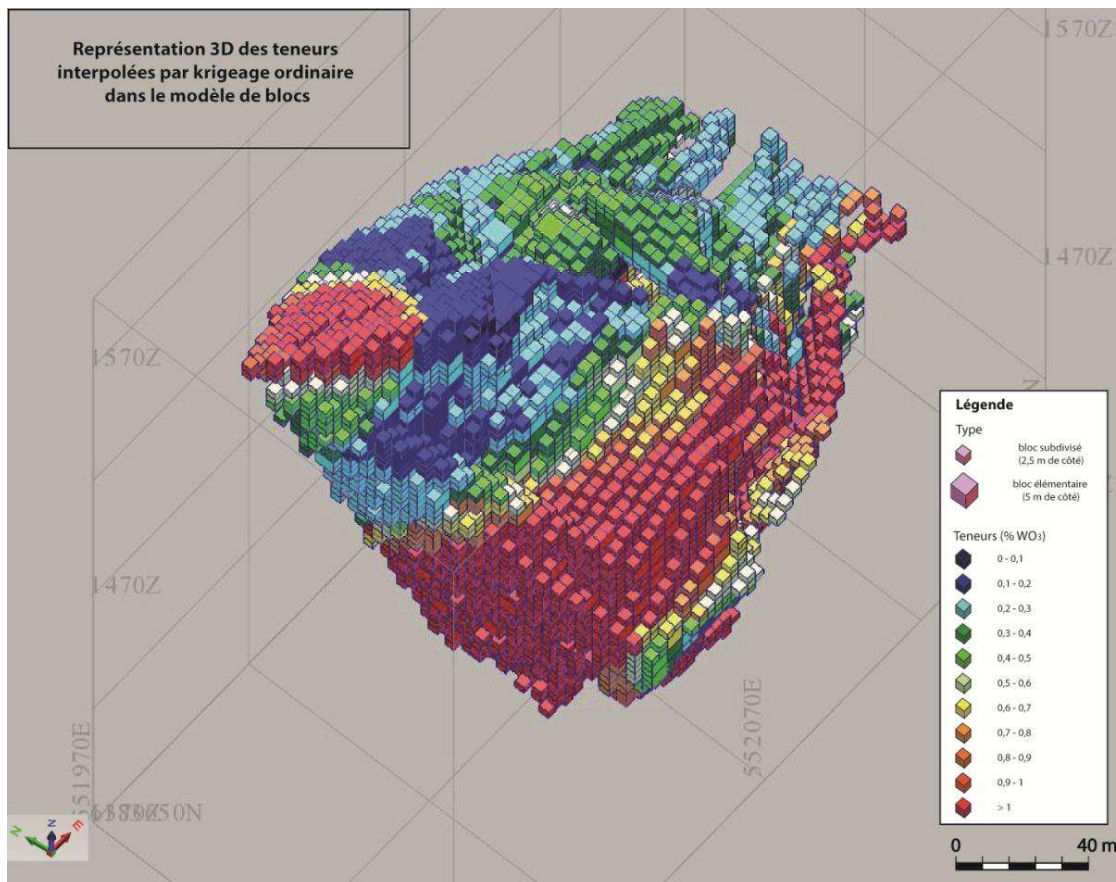 Représentation 3D des teneurs
interpolées par krigeage ordinaire
dans le modèle de blocs
1570Z
1470Z
1570Z
1470Z
Z
551970E
552070E
N
Z
E
Légende
Type
bloc subdivisé
(2,5 m de côté)
bloc élémentaire
(5 m de côté)
Teneurs (% WO3)
0 - 0,1
0,1 - 0,2
0,2 - 0,3
0,3 - 0,4
0,4 - 0,5
0,5 - 0,6
0,6 - 0,7
0,7 - 0,8
0,8 - 0,9
0,9 - 1
> 1
0 40 m